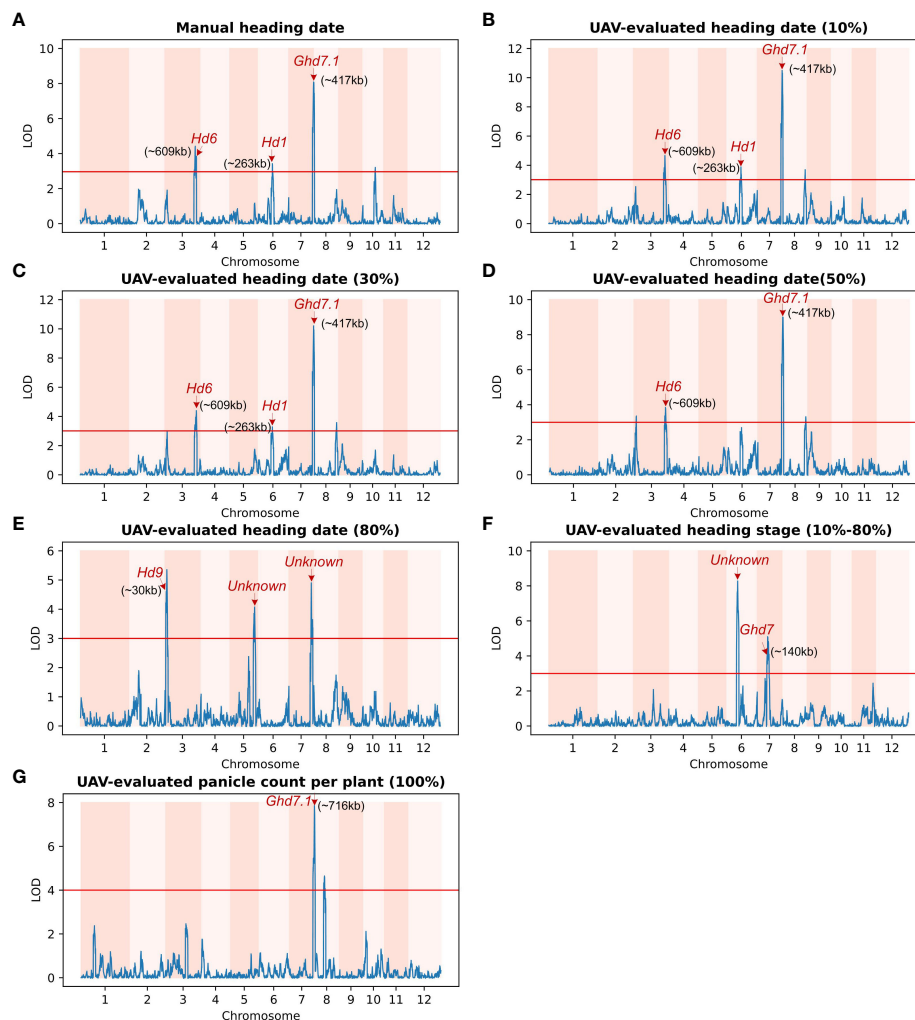 A
Manual heading date
LOD
10
8
6
4
2
0
Ghd7.1
(~417kb)
Hd6
(~609kb)
Hd1
(~263kb)
1 2 3 4 5 6 7 8 9 10 11 12
Chromosome
B
UAV-evaluated heading date (10%)
LOD
12
10
8
6
4
2
0
Ghd7.1
(~417kb)
Hd6
(~609kb)
Hd1
(~263kb)
1 2 3 4 5 6 7 8 9 10 11 12
Chromosome
C
UAV-evaluated heading date (30%)
LOD
12
10
8
6
4
2
0
Ghd7.1
(~417kb)
Hd6
(~609kb)
Hd1
(~263kb)
1 2 3 4 5 6 7 8 9 10 11 12
Chromosome
D
UAV-evaluated heading date(50%)
LOD
10
8
6
4
2
0
Ghd7.1
(~417kb)
Hd6
(~609kb)
1 2 3 4 5 6 7 8 9 10 11 12
Chromosome
E
UAV-evaluated heading date (80%)
LOD
6
5
4
3
2
1
0
Hd9
(~30kb)
Unknown
Unknown
1 2 3 4 5 6 7 8 9 10 11 12
Chromosome
F
UAV-evaluated heading stage (10%-80%)
LOD
10
8
6
4
2
0
Unknown
Ghd7
(~140kb)
1 2 3 4 5 6 7 8 9 10 11 12
Chromosome
G
UAV-evaluated panicle count per plant (100%)
LOD
8
6
4
2
0
Ghd7.1
(~716kb)
1 2 3 4 5 6 7 8 9 10 11 12
Chromosome